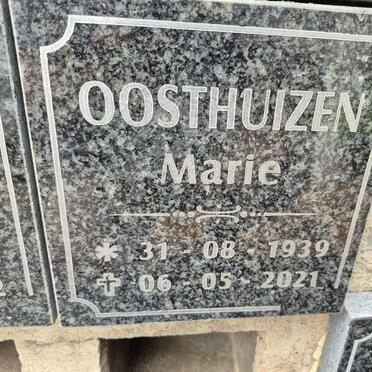 OOSTHUIZEN
Marie
* 31 - 08 - 1939
✝ 06 - 05 - 2021